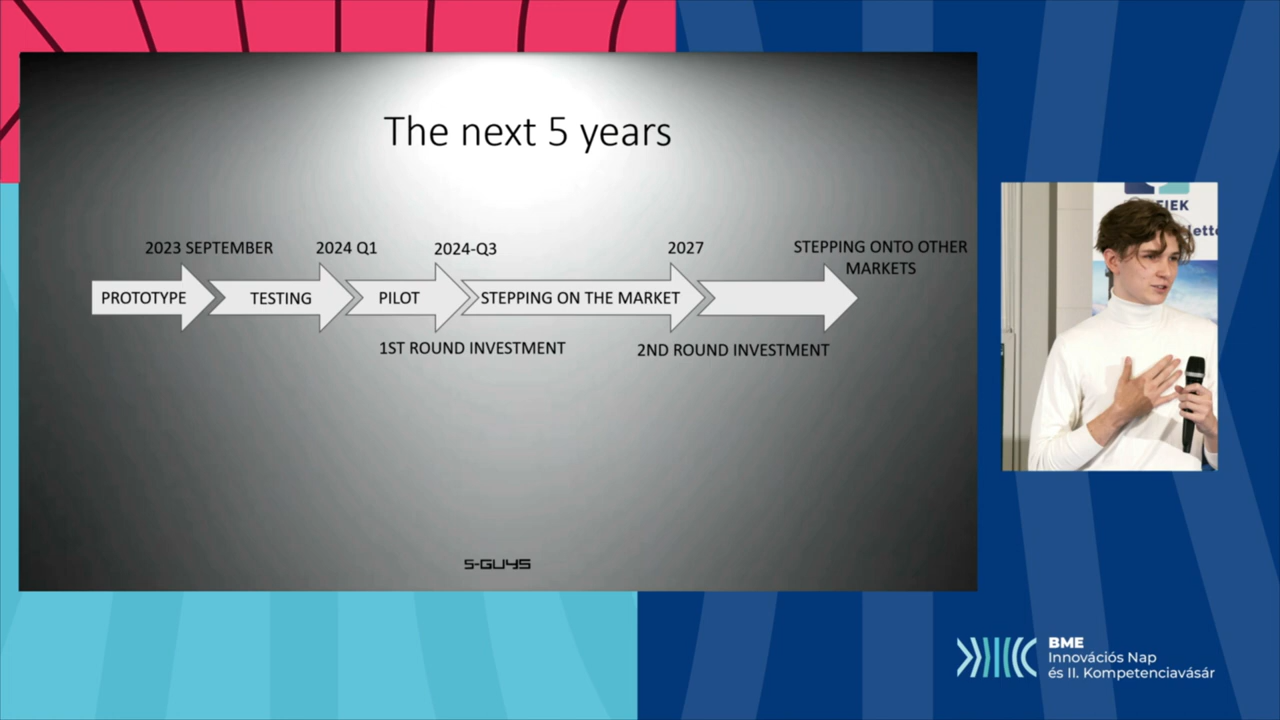 The next 5 years
2023 SEPTEMBER
2024 Q1
2024-Q3
2027
STEPPING ONTO OTHER
MARKETS
PROTOTYPE
TESTING
PILOT
STEPPING ON THE MARKET
1ST ROUND INVESTMENT
2ND ROUND INVESTMENT
S-GUYS
BME
Innovációs Nap
és II. Kompetenciavásár